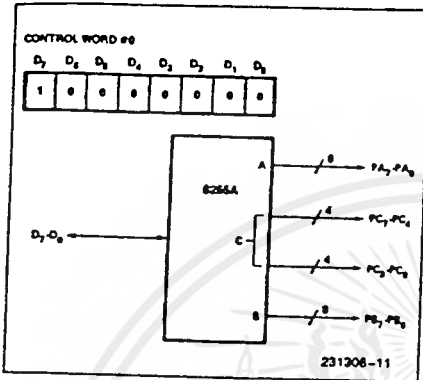 CONTROL WORD #0
D7 D6 D5 D4 D3 D2 D1 D0
1 0 0 0 0 0 0 0
8255A
A
8
PA7-PA0
4
PC7-PC4
C
D7-D0
4
PC3-PC0
B
8
PB7-PB0
231306-11